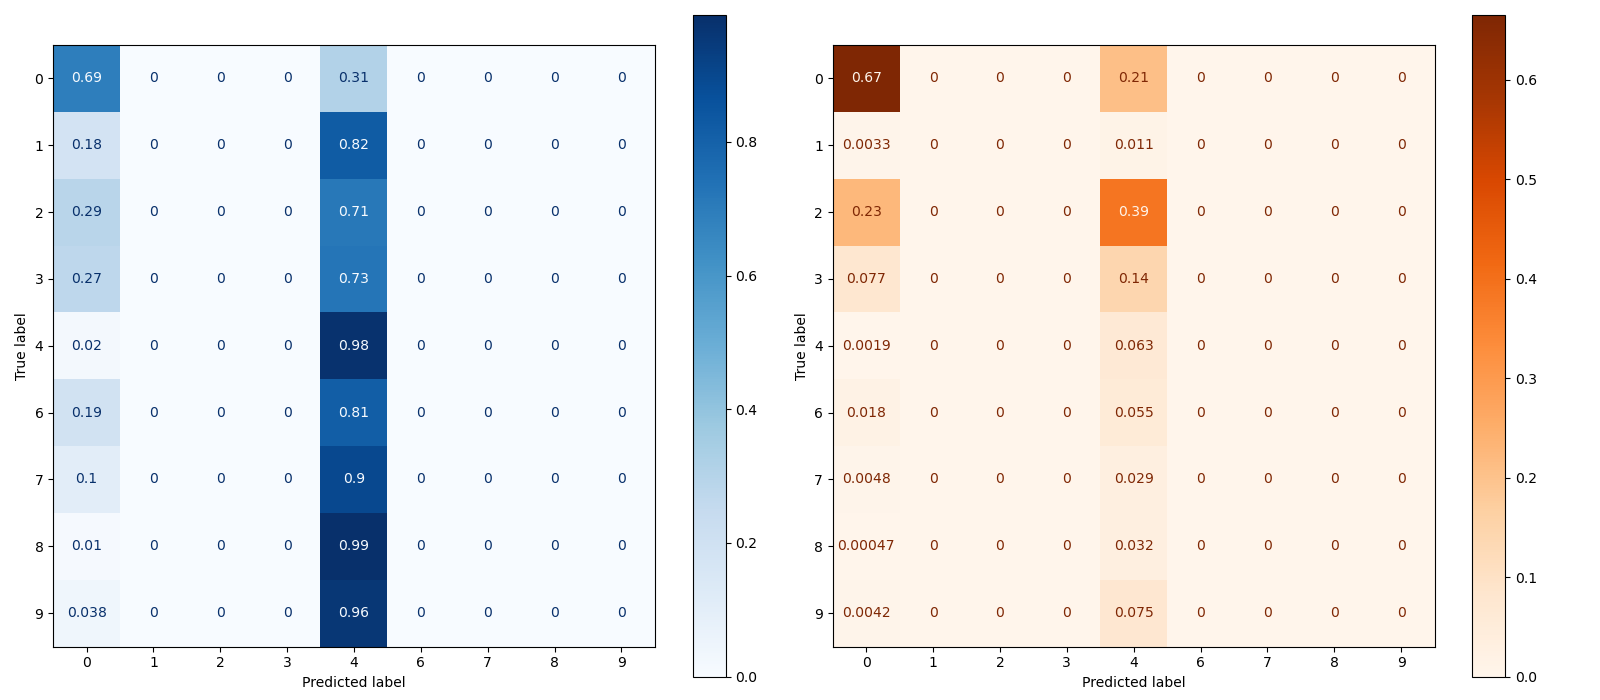 0 0.69 0 0 0 0.31 0 0 0 0
1 0.18 0 0 0 0.82 0 0 0 0
2 0.29 0 0 0 0.71 0 0 0 0
3 0.27 0 0 0 0.73 0 0 0 0
4 0.02 0 0 0 0.98 0 0 0 0
6 0.19 0 0 0 0.81 0 0 0 0
7 0.1 0 0 0 0.9 0 0 0 0
8 0.01 0 0 0 0.99 0 0 0 0
9 0.038 0 0 0 0.96 0 0 0 0
0 1 2 3 4 6 7 8 9
True label
Predicted label
0.8
0.6
0.4
0.2
0.0
0 0.67 0 0 0 0.21 0 0 0 0
1 0.0033 0 0 0 0.011 0 0 0 0
2 0.23 0 0 0 0.39 0 0 0 0
3 0.077 0 0 0 0.14 0 0 0 0
4 0.0019 0 0 0 0.063 0 0 0 0
6 0.018 0 0 0 0.055 0 0 0 0
7 0.0048 0 0 0 0.029 0 0 0 0
8 0.00047 0 0 0 0.032 0 0 0 0
9 0.0042 0 0 0 0.075 0 0 0 0
0 1 2 3 4 6 7 8 9
True label
Predicted label
0.6
0.5
0.4
0.3
0.2
0.1
0.0